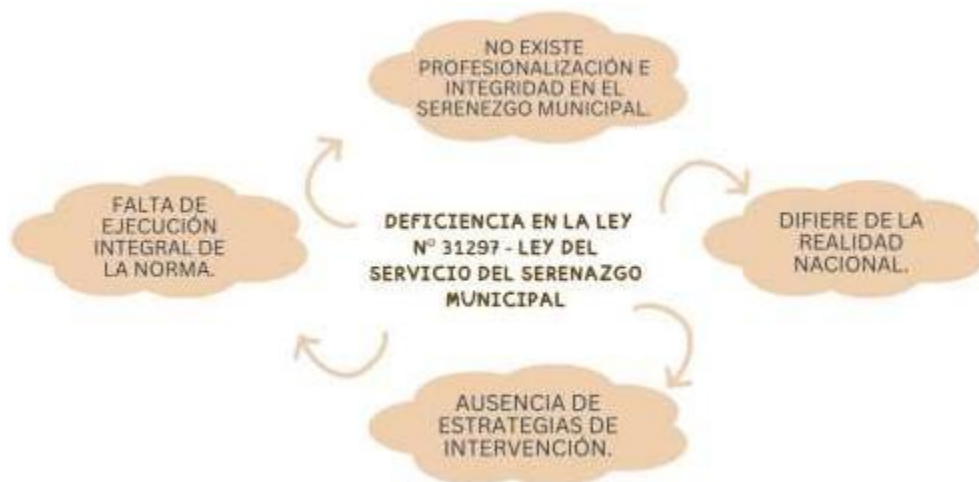 NO EXISTE
PROFESIONALIZACIÓN E
INTEGRIDAD EN EL
SERENEZGO MUNICIPAL.
FALTA DE
EJECUCIÓN
INTEGRAL DE
LA NORMA.
DEFICIENCIA EN LA LEY
N° 31297 - LEY DEL
SERVICIO DEL SERENAZGO
MUNICIPAL
DIFIERE DE LA
REALIDAD
NACIONAL.
AUSENCIA DE
ESTRATEGIAS DE
INTERVENCIÓN.